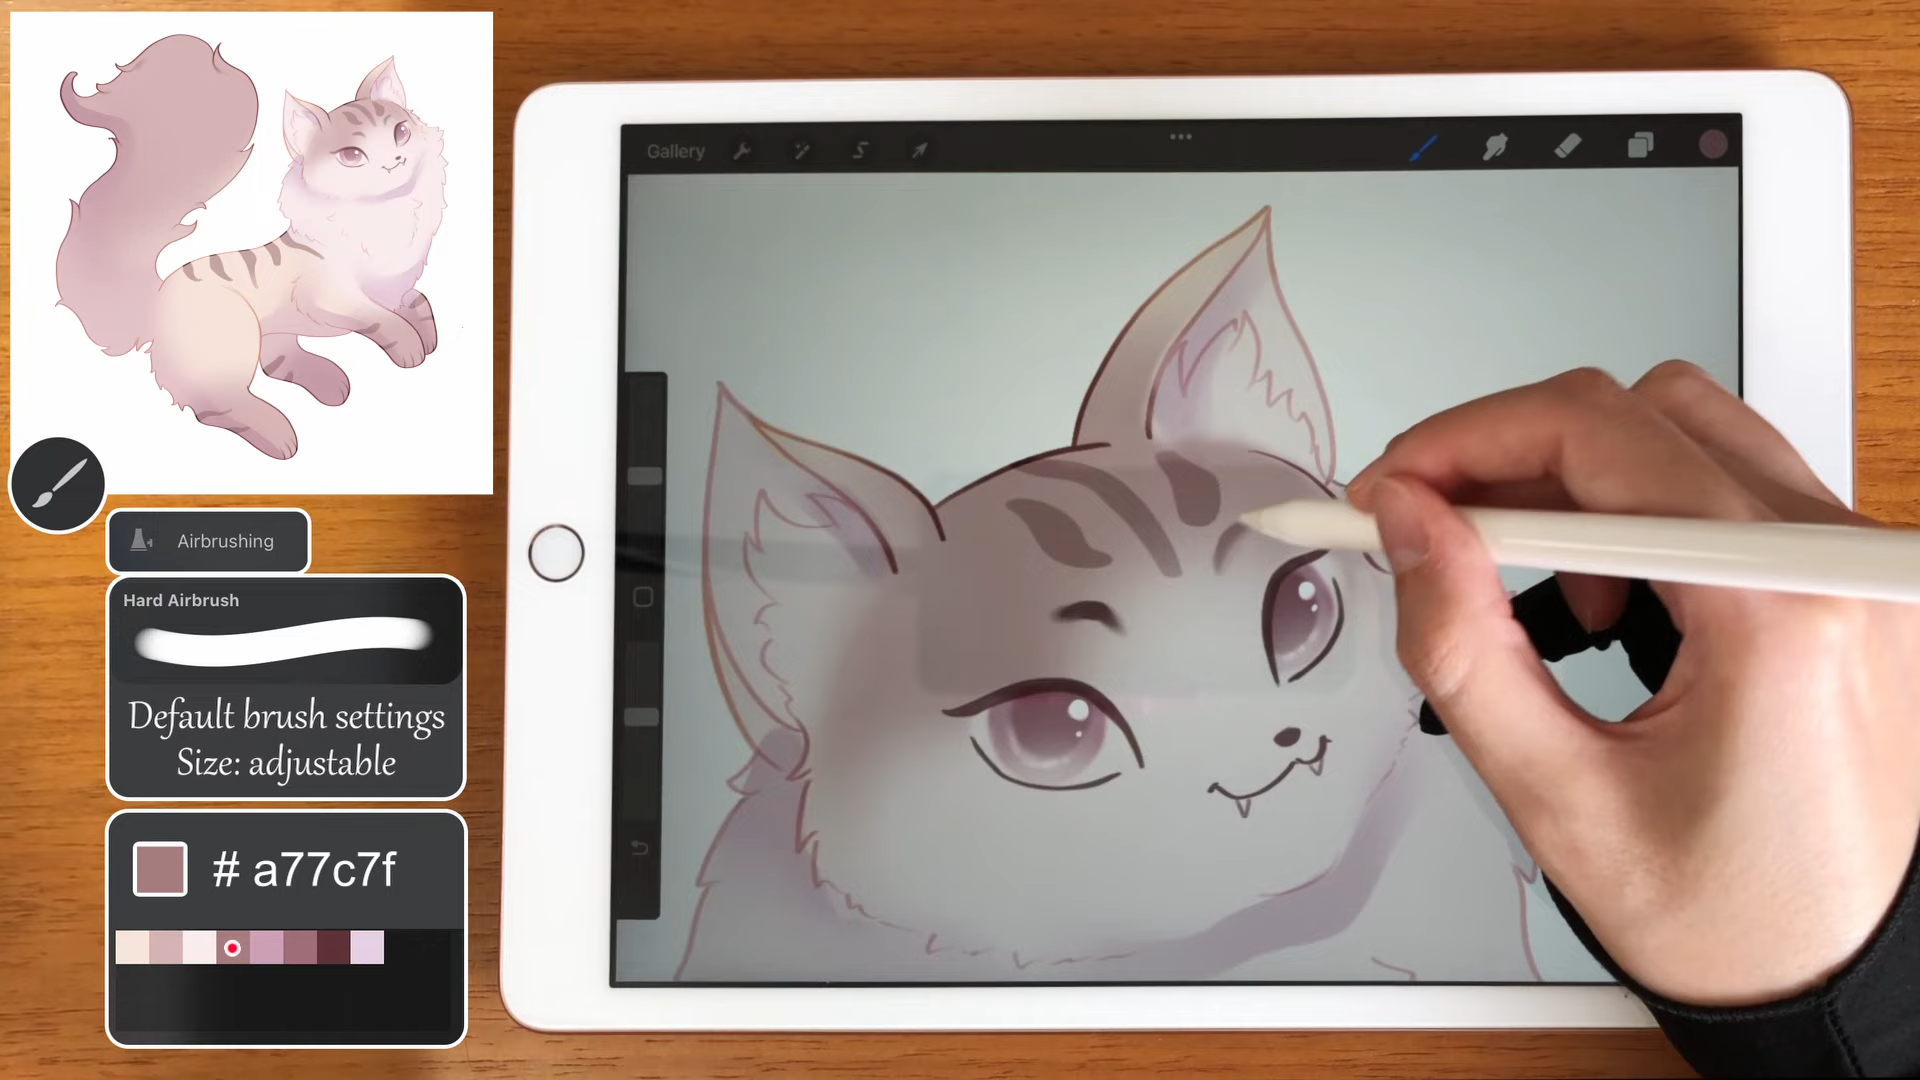 Gallery
Airbrushing
Hard Airbrush
Default brush settings
Size: adjustable
# a77c7f